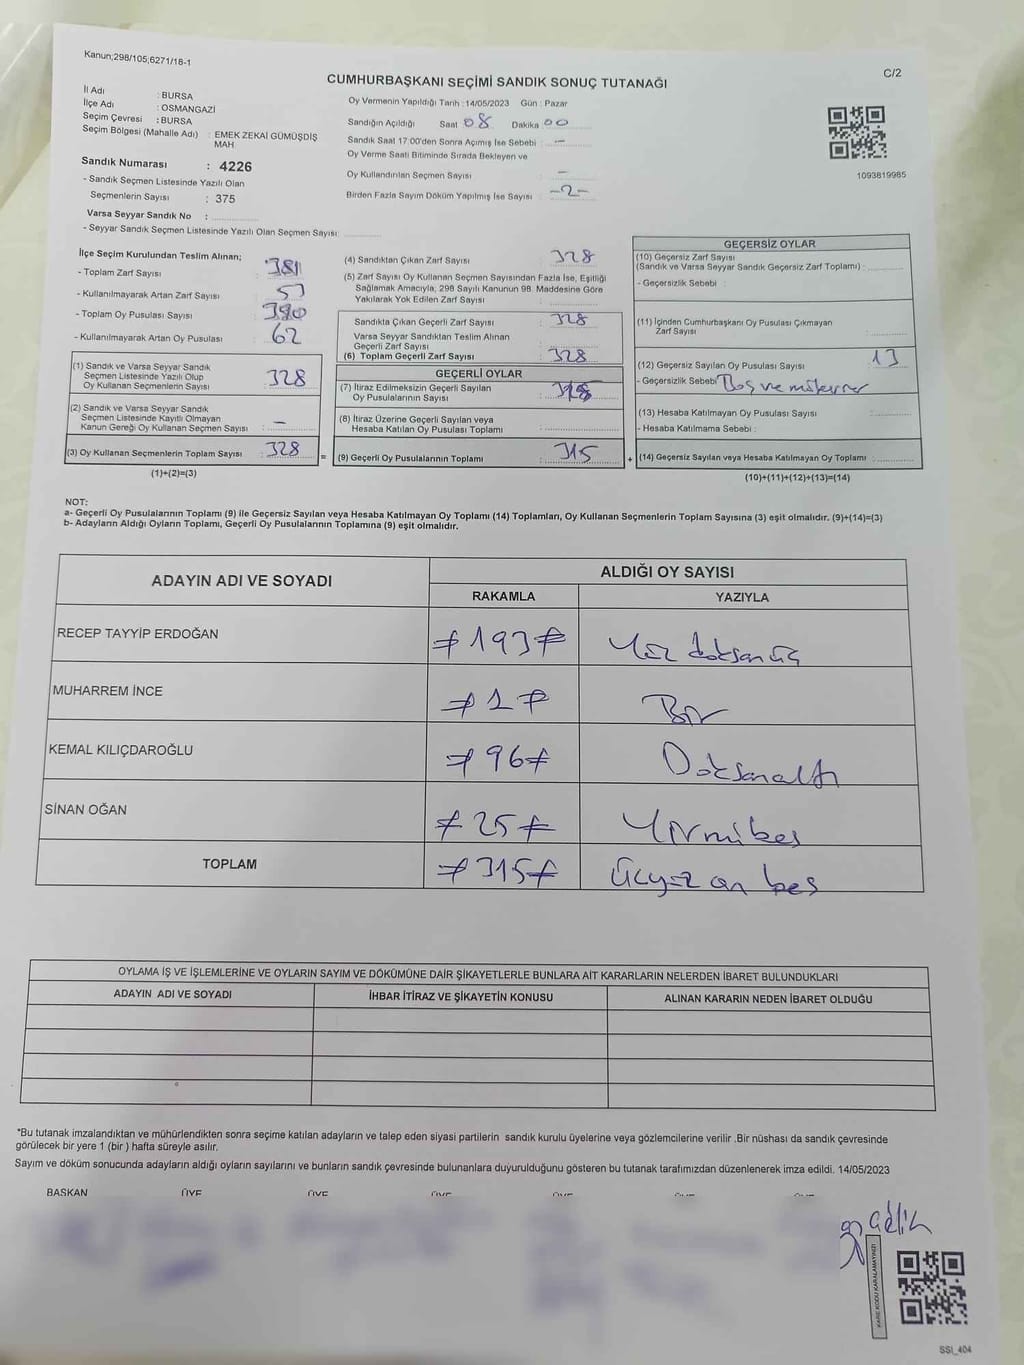 Kanun;298/105;6271/18-1
C/2
CUMHURBAŞKANI SEÇİMİ SANDIK SONUÇ TUTANAĞI
İl Adı : BURSA
İlçe Adı : OSMANGAZİ
Seçim Çevresi : BURSA
Seçim Bölgesi (Mahalle Adı) : EMEK ZEKAİ GÜMÜŞDİŞ
MAH.
Sandık Numarası : 4226
- Sandık Seçmen Listesinde Yazılı Olan
Seçmenlerin Sayısı : 375
Varsa Seyyar Sandık No :
- Seyyar Sandık Seçmen Listesinde Yazılı Olan Seçmen Sayısı:
Oy Vermenin Yapıldığı Tarih :14/05/2023 Gün : Pazar
Sandığın Açıldığı Saat 08 Dakika 00
Sandık Saat 17.00'den Sonra Açımış İse Sebebi : -
Oy Verme Saati Bitiminde Sırada Bekleyen ve
Oy Kullandırılan Seçmen Sayısı : -
Birden Fazla Sayım Döküm Yapılmış İse Sayısı : -2-
1093819985
İlçe Seçim Kurulundan Teslim Alınan;
- Toplam Zarf Sayısı : 381
- Kullanılmayarak Artan Zarf Sayısı : 53
- Toplam Oy Pusulası Sayısı : 390
- Kullanılmayarak Artan Oy Pusulası : 62
(1) Sandık ve Varsa Seyyar Sandık
Seçmen Listesinde Yazılı Olup
Oy Kullanan Seçmenlerin Sayısı : 328
(2) Sandık ve Varsa Seyyar Sandık
Seçmen Listesinde Kayıtlı Olmayan
Kanun Gereği Oy Kullanan Seçmen Sayısı : -
(3) Oy Kullanan Seçmenlerin Toplam Sayısı : 328
(1)+(2)=(3)
=
(4) Sandıktan Çıkan Zarf Sayısı : 328
(5) Zarf Sayısı Oy Kullanan Seçmen Sayısından Fazla İse, Eşitliği
Sağlamak Amacıyla, 298 Sayılı Kanunun 98. Maddesine Göre
Yakılarak Yok Edilen Zarf Sayısı :
Sandıkta Çıkan Geçerli Zarf Sayısı : 328
Varsa Seyyar Sandıktan Teslim Alınan
Geçerli Zarf Sayısı :
(6) Toplam Geçerli Zarf Sayısı : 328
GEÇERLİ OYLAR
(7) İtiraz Edilmeksizin Geçerli Sayılan
Oy Pusulalarının Sayısı :
(8) İtiraz Üzerine Geçerli Sayılan veya
Hesaba Katılan Oy Pusulası Toplamı :
(9) Geçerli Oy Pusulalarının Toplamı : 315
+
GEÇERSİZ OYLAR
(10) Geçersiz Zarf Sayısı
(Sandık ve Varsa Seyyar Sandık Geçersiz Zarf Toplamı) :
- Geçersizlik Sebebi :
(11) İçinden Cumhurbaşkanı Oy Pusulası Çıkmayan
Zarf Sayısı :
(12) Geçersiz Sayılan Oy Pusulası Sayısı : 13
- Geçersizlik Sebebi Boş ve mükerrer
(13) Hesaba Katılmayan Oy Pusulası Sayısı :
- Hesaba Katılmama Sebebi :
(14) Geçersiz Sayılan veya Hesaba Katılmayan Oy Toplamı :
(10)+(11)+(12)+(13)=(14)
NOT:
a- Geçerli Oy Pusulalarının Toplamı (9) ile Geçersiz Sayılan veya Hesaba Katılmayan Oy Toplamı (14) Toplamları, Oy Kullanan Seçmenlerin Toplam Sayısına (3) eşit olmalıdır. (9)+(14)=(3)
b- Adayların Aldığı Oyların Toplamı, Geçerli Oy Pusulalarının Toplamına (9) eşit olmalıdır.
ADAYIN ADI VE SOYADI
ALDIĞI OY SAYISI
RAKAMLA YAZIYLA
RECEP TAYYİP ERDOĞAN ≠193≠ Yüz doksan üç
MUHARREM İNCE ≠1≠ Bir
KEMAL KILIÇDAROĞLU ≠96≠ Doksanaltı
SİNAN OĞAN ≠25≠ Yirmibeş
TOPLAM ≠315≠ Üçyüz on beş
OYLAMA İŞ VE İŞLEMLERİNE VE OYLARIN SAYIM VE DÖKÜMÜNE DAİR ŞİKAYETLERLE BUNLARA AİT KARARLARIN NELERDEN İBARET BULUNDUKLARI
ADAYIN ADI VE SOYADI İHBAR İTİRAZ VE ŞİKAYETİN KONUSU ALINAN KARARIN NEDEN İBARET OLDUĞU
*Bu tutanak imzalandıktan ve mühürlendikten sonra seçime katılan adayların ve talep eden siyasi partilerin sandık kurulu üyelerine veya gözlemcilerine verilir .Bir nüshası da sandık çevresinde
görülecek bir yere 1 (bir ) hafta süreyle asılır.
Sayım ve döküm sonucunda adayların aldığı oyların sayılarını ve bunların sandık çevresinde bulunanlara duyurulduğunu gösteren bu tutanak tarafımızdan düzenlenerek imza edildi. 14/05/2023
BAŞKAN ÜYE ÜYE ÜYE ÜYE ÜYE ÜYE
KARE KODU KARALAMAYINIZ!
SSI_404